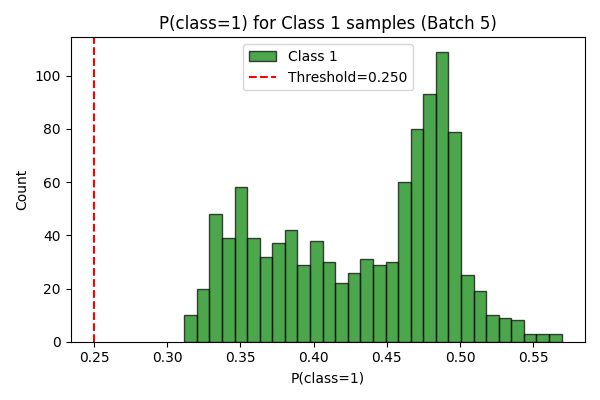 P(class=1) for Class 1 samples (Batch 5)
Class 1
Threshold=0.250
Count
100
80
60
40
20
0
0.25 0.30 0.35 0.40 0.45 0.50 0.55
P(class=1)